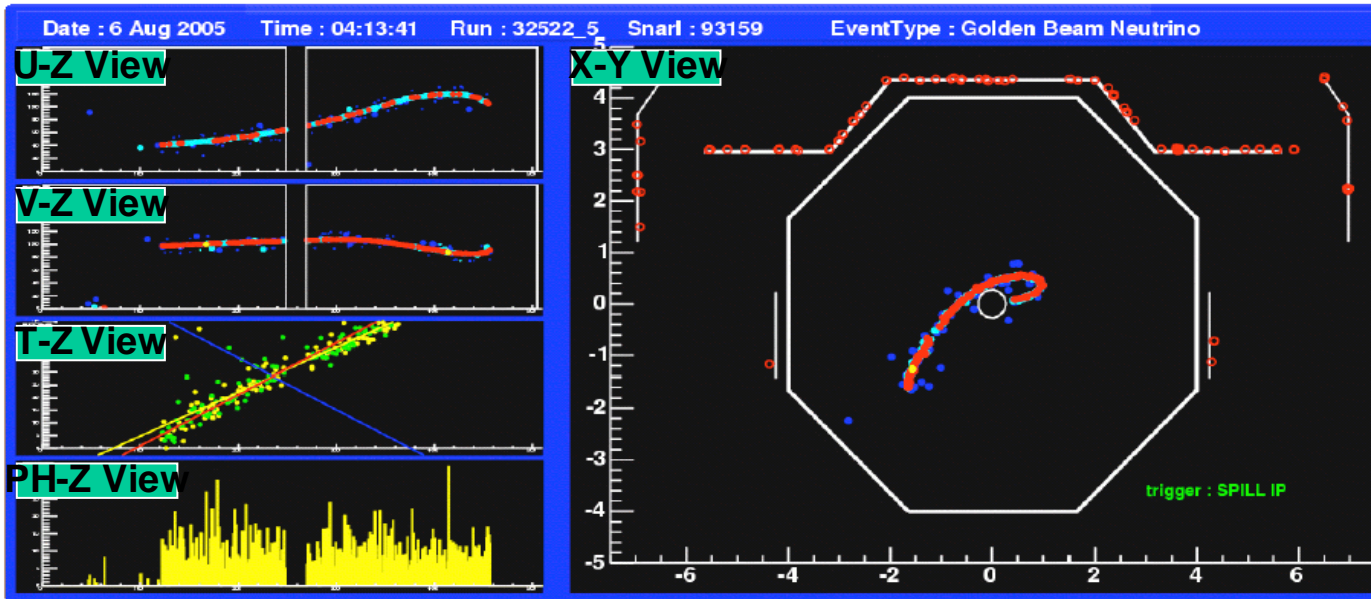 Date : 6 Aug 2005 Time : 04:13:41 Run : 32522_5 Snarl : 93159 EventType : Golden Beam Neutrino
U-Z View
V-Z View
T-Z View
PH-Z View
X-Y View
5
4
3
2
1
0
-1
-2
-3
-4
-5
-6 -4 -2 0 2 4 6
trigger : SPILL IP